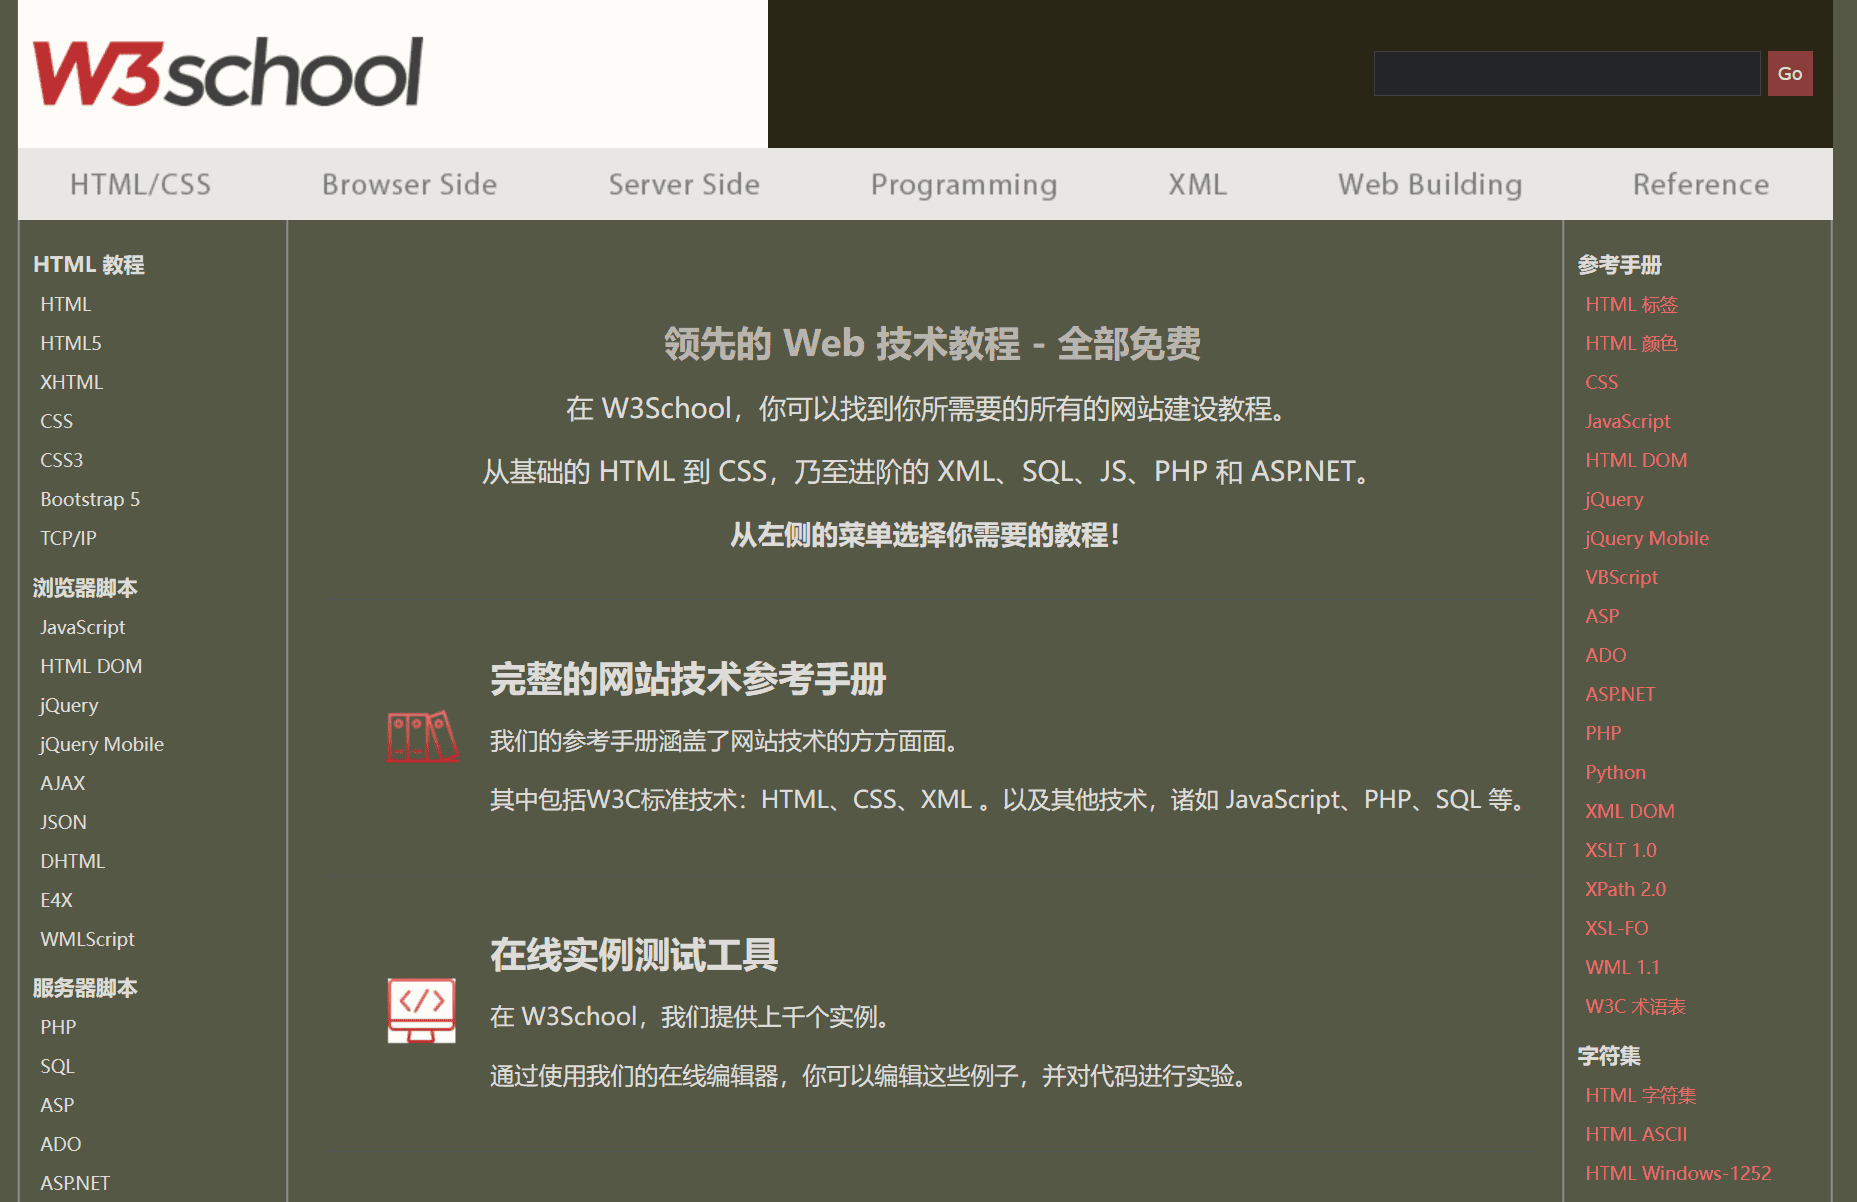 W3school
Go
HTML/CSS
Browser Side
Server Side
Programming
XML
Web Building
Reference
HTML 教程
HTML
HTML5
XHTML
CSS
CSS3
Bootstrap 5
TCP/IP
浏览器脚本
JavaScript
HTML DOM
jQuery
jQuery Mobile
AJAX
JSON
DHTML
E4X
WMLScript
服务器脚本
PHP
SQL
ASP
ADO
ASP.NET
领先的 Web 技术教程 - 全部免费
在 W3School，你可以找到你所需要的所有的网站建设教程。
从基础的 HTML 到 CSS，乃至进阶的 XML、SQL、JS、PHP 和 ASP.NET。
从左侧的菜单选择你需要的教程！
完整的网站技术参考手册
我们的参考手册涵盖了网站技术的方方面面。
其中包括W3C标准技术：HTML、CSS、XML 。以及其他技术，诸如 JavaScript、PHP、SQL 等。
</>
在线实例测试工具
在 W3School，我们提供上千个实例。
通过使用我们的在线编辑器，你可以编辑这些例子，并对代码进行实验。
参考手册
HTML 标签
HTML 颜色
CSS
JavaScript
HTML DOM
jQuery
jQuery Mobile
VBScript
ASP
ADO
ASP.NET
PHP
Python
XML DOM
XSLT 1.0
XPath 2.0
XSL-FO
WML 1.1
W3C 术语表
字符集
HTML 字符集
HTML ASCII
HTML Windows-1252